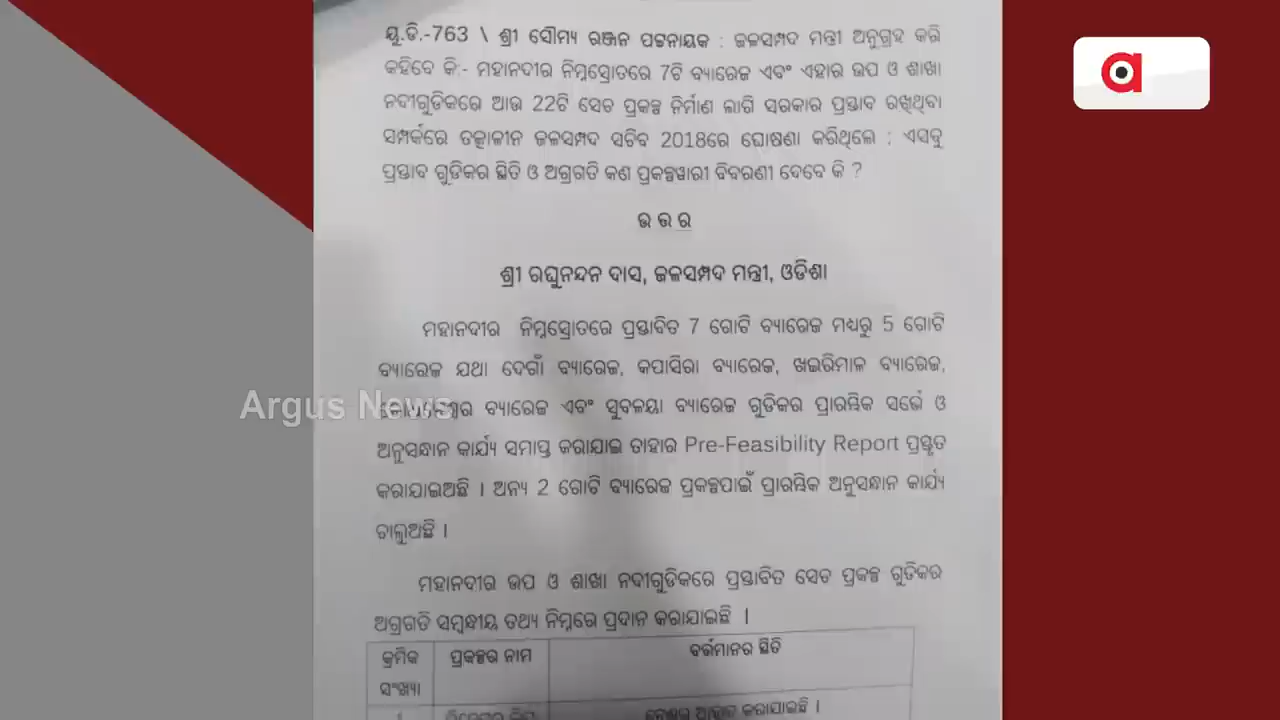 ୟୁ.ଡି.-763 \ ଶ୍ରୀ ସୌମ୍ୟ ରଞ୍ଜନ ପଟ୍ଟନାୟକ : ଜଳସମ୍ପଦ ମନ୍ତ୍ରୀ ଅନୁଗ୍ରହ କରି
କହିବେ କି:- ମହାନଦୀର ନିମ୍ନସ୍ରୋତରେ 7ଟି ବ୍ୟାରେଜ ଏବଂ ଏହାର ଉପ ଓ ଶାଖା
ନଦୀଗୁଡିକରେ ଆଉ 22ଟି ସେଚ ପ୍ରକଳ୍ପ ନିର୍ମାଣ ଲାଗି ସରକାର ପ୍ରସ୍ତାବ ରଖିଥିବା
ସମ୍ପର୍କରେ ତତ୍କାଳୀନ ଜଳସମ୍ପଦ ସଚିବ 2018ରେ ଘୋଷଣା କରିଥିଲେ ; ଏସବୁ
ପ୍ରସ୍ତାବ ଗୁଡିକର ସ୍ଥିତି ଓ ଅଗ୍ରଗତି କଣ ପ୍ରକଳ୍ପୱାରୀ ବିବରଣୀ ଦେବେ କି ?
ଉ ତ୍ତ ର
ଶ୍ରୀ ରଘୁନନ୍ଦନ ଦାସ, ଜଳସମ୍ପଦ ମନ୍ତ୍ରୀ, ଓଡିଶା
ମହାନଦୀର ନିମ୍ନସ୍ରୋତରେ ପ୍ରସ୍ତାବିତ 7 ଗୋଟି ବ୍ୟାରେଜ ମଧ୍ୟରୁ 5 ଗୋଟି
ବ୍ୟାରେଜ ଯଥା ଦେଗାଁ ବ୍ୟାରେଜ, କପାସିରା ବ୍ୟାରେଜ, ଖଇରିମାଳ ବ୍ୟାରେଜ,
ବ୍ୟାରେଜ ଏବଂ ସୁବଳୟା ବ୍ୟାରେଜ ଗୁଡିକର ପ୍ରାରମ୍ଭିକ ସର୍ଭେ ଓ
ଅନୁସନ୍ଧାନ କାର୍ଯ୍ୟ ସମାପ୍ତ କରାଯାଇ ତାହାର Pre-Feasibility Report ପ୍ରସ୍ତୁତ
କରାଯାଇଅଛି । ଅନ୍ୟ 2 ଗୋଟି ବ୍ୟାରେଜ ପ୍ରକଳ୍ପପାଇଁ ପ୍ରାରମ୍ଭିକ ଅନୁସନ୍ଧାନ କାର୍ଯ୍ୟ
ଚାଲୁଅଛି ।
ମହାନଦୀର ଉପ ଓ ଶାଖା ନଦୀଗୁଡିକରେ ପ୍ରସ୍ତାବିତ ସେଚ ପ୍ରକଳ୍ପ ଗୁଡିକର
ଅଗ୍ରଗତି ସମ୍ବନ୍ଧୀୟ ତଥ୍ୟ ନିମ୍ନରେ ପ୍ରଦାନ କରାଯାଇଛି ।
କ୍ରମିକ ସଂଖ୍ୟା ପ୍ରକଳ୍ପର ନାମ ବର୍ତ୍ତମାନର ସ୍ଥିତି
କରାଯାଇଛି ।
Argus News
a